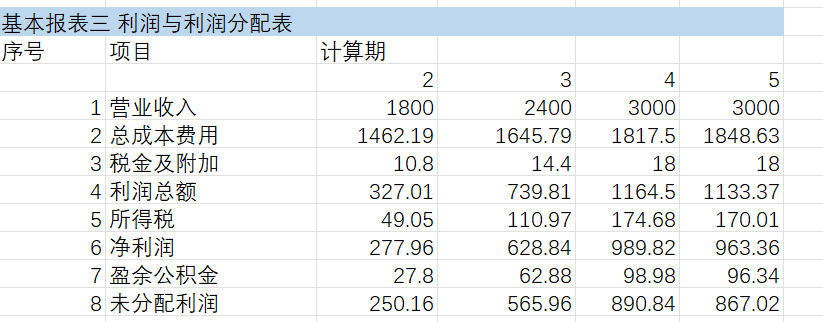 基本报表三 利润与利润分配表
序号 项目 计算期
2 3 4 5
1 营业收入 1800 2400 3000 3000
2 总成本费用 1462.19 1645.79 1817.5 1848.63
3 税金及附加 10.8 14.4 18 18
4 利润总额 327.01 739.81 1164.5 1133.37
5 所得税 49.05 110.97 174.68 170.01
6 净利润 277.96 628.84 989.82 963.36
7 盈余公积金 27.8 62.88 98.98 96.34
8 未分配利润 250.16 565.96 890.84 867.02